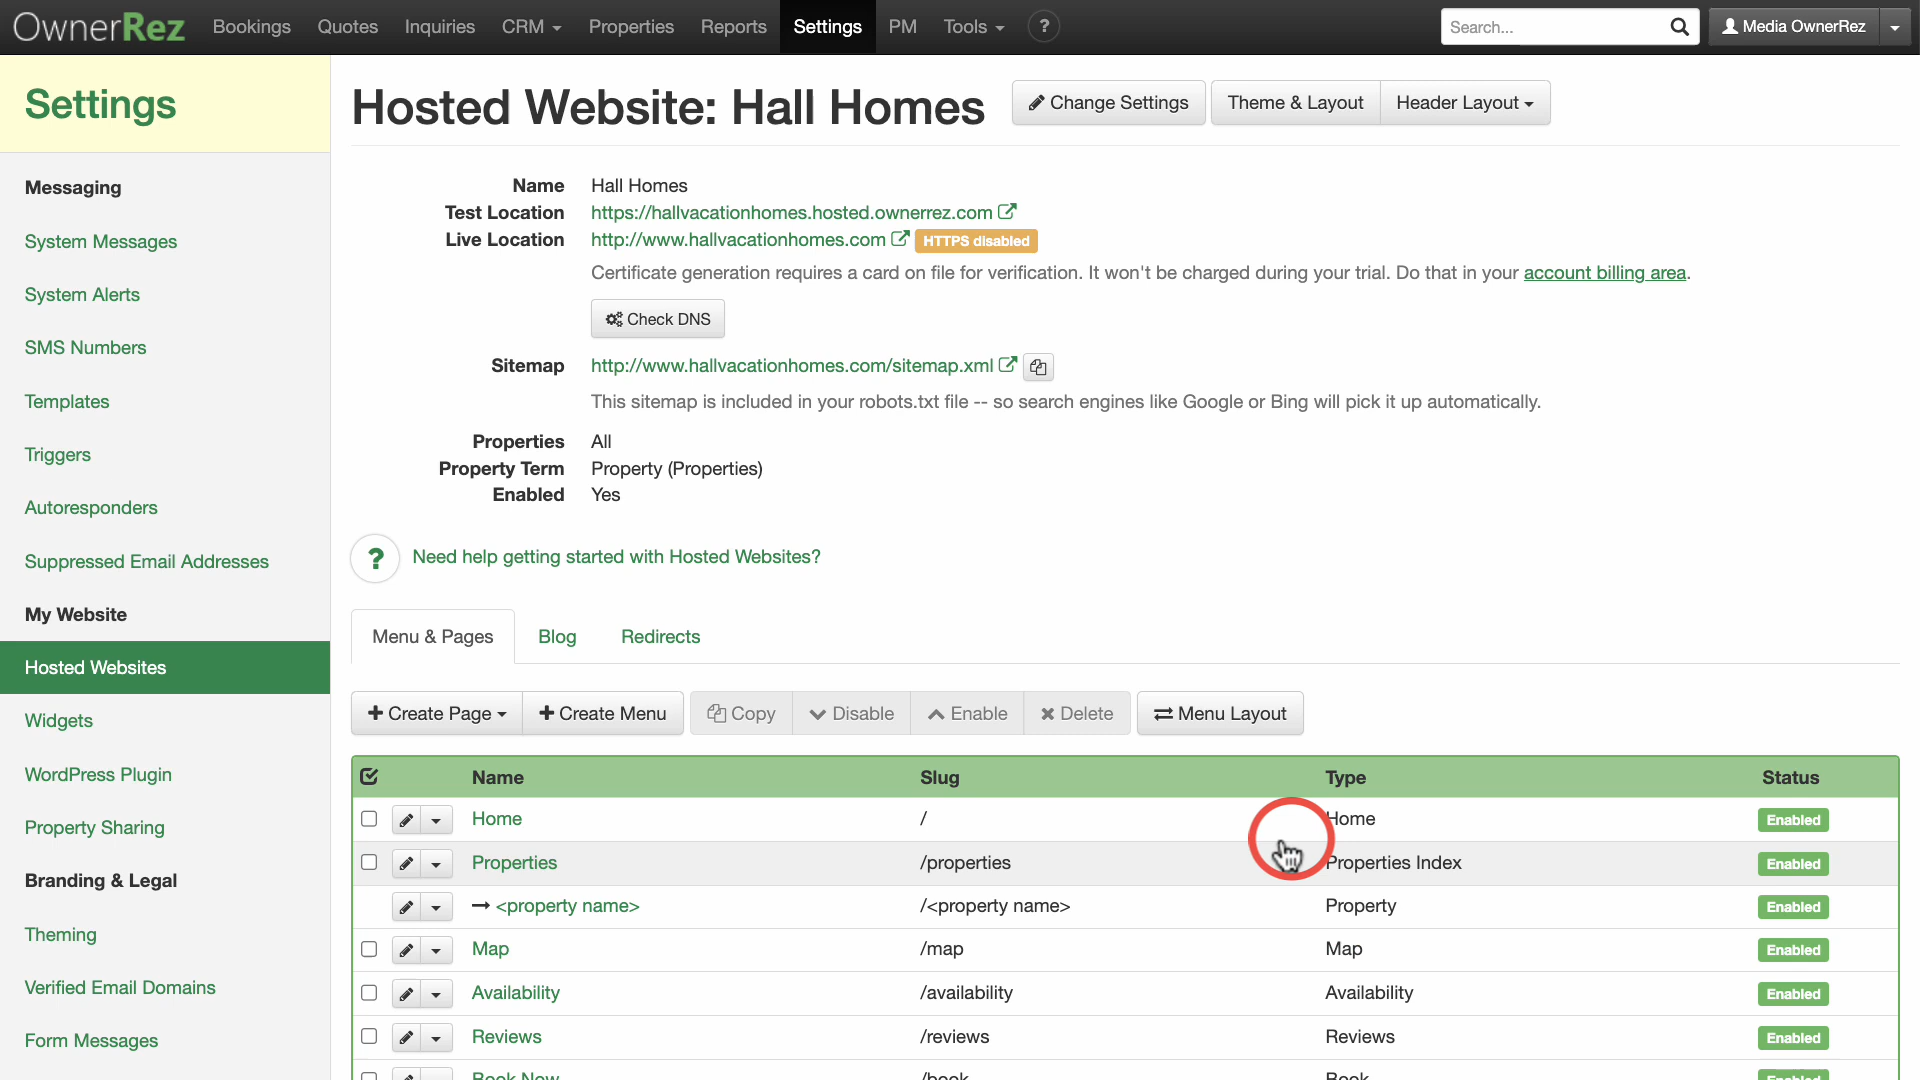 OwnerRez Bookings Quotes Inquiries CRM Properties Reports Settings PM Tools ? Search... Media OwnerRez
Settings
Messaging
System Messages
System Alerts
SMS Numbers
Templates
Triggers
Autoresponders
Suppressed Email Addresses
My Website
Hosted Websites
Widgets
WordPress Plugin
Property Sharing
Branding & Legal
Theming
Verified Email Domains
Form Messages
Hosted Website: Hall Homes Change Settings Theme & Layout Header Layout
Name Hall Homes
Test Location https://hallvacationhomes.hosted.ownerrez.com
Live Location http://www.hallvacationhomes.com HTTPS disabled
Certificate generation requires a card on file for verification. It won't be charged during your trial. Do that in your account billing area.
Check DNS
Sitemap http://www.hallvacationhomes.com/sitemap.xml
This sitemap is included in your robots.txt file -- so search engines like Google or Bing will pick it up automatically.
Properties All
Property Term Property (Properties)
Enabled Yes
? Need help getting started with Hosted Websites?
Menu & Pages Blog Redirects
Create Page Create Menu Copy Disable Enable Delete Menu Layout
Name Slug Type Status
Home / Home Enabled
Properties /properties Properties Index Enabled
<property name> /<property name> Property Enabled
Map /map Map Enabled
Availability /availability Availability Enabled
Reviews /reviews Reviews Enabled
Book Now /book Book Enabled